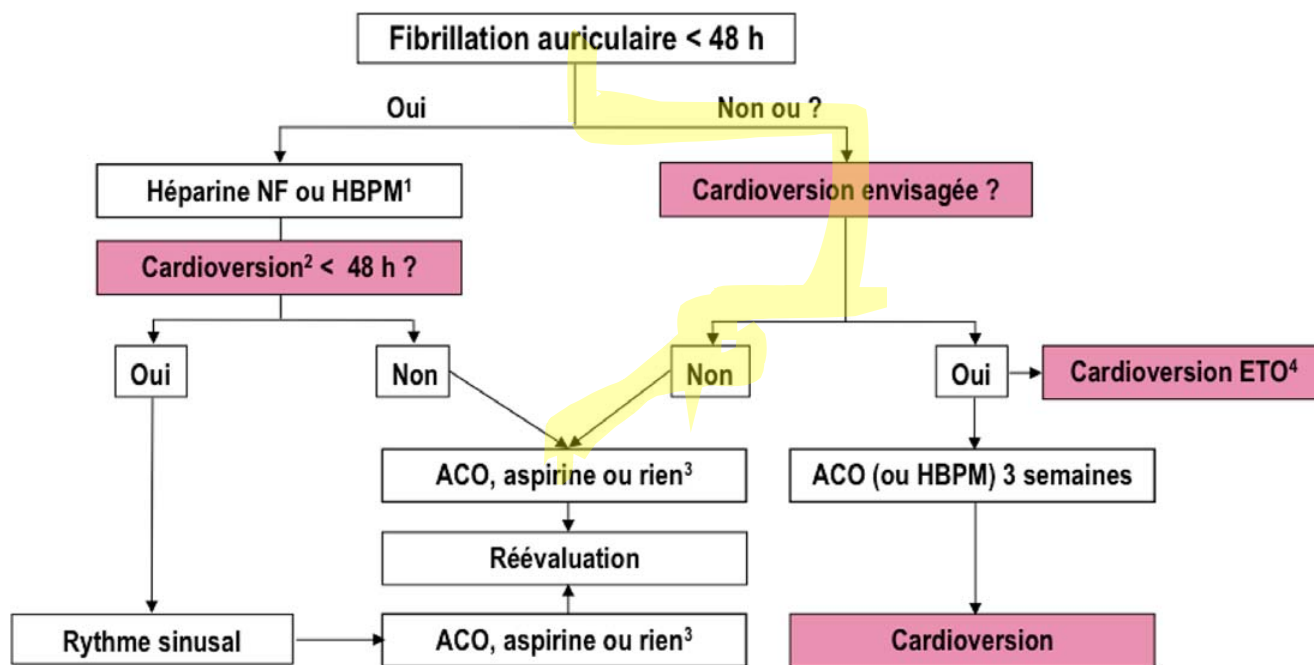 Fibrillation auriculaire < 48 h
Oui
Non ou ?
Héparine NF ou HBPM¹
Cardioversion envisagée ?
Cardioversion² < 48 h ?
Oui
Non
Non
Oui
Cardioversion ETO⁴
ACO, aspirine ou rien³
ACO (ou HBPM) 3 semaines
Réévaluation
Rythme sinusal
ACO, aspirine ou rien³
Cardioversion